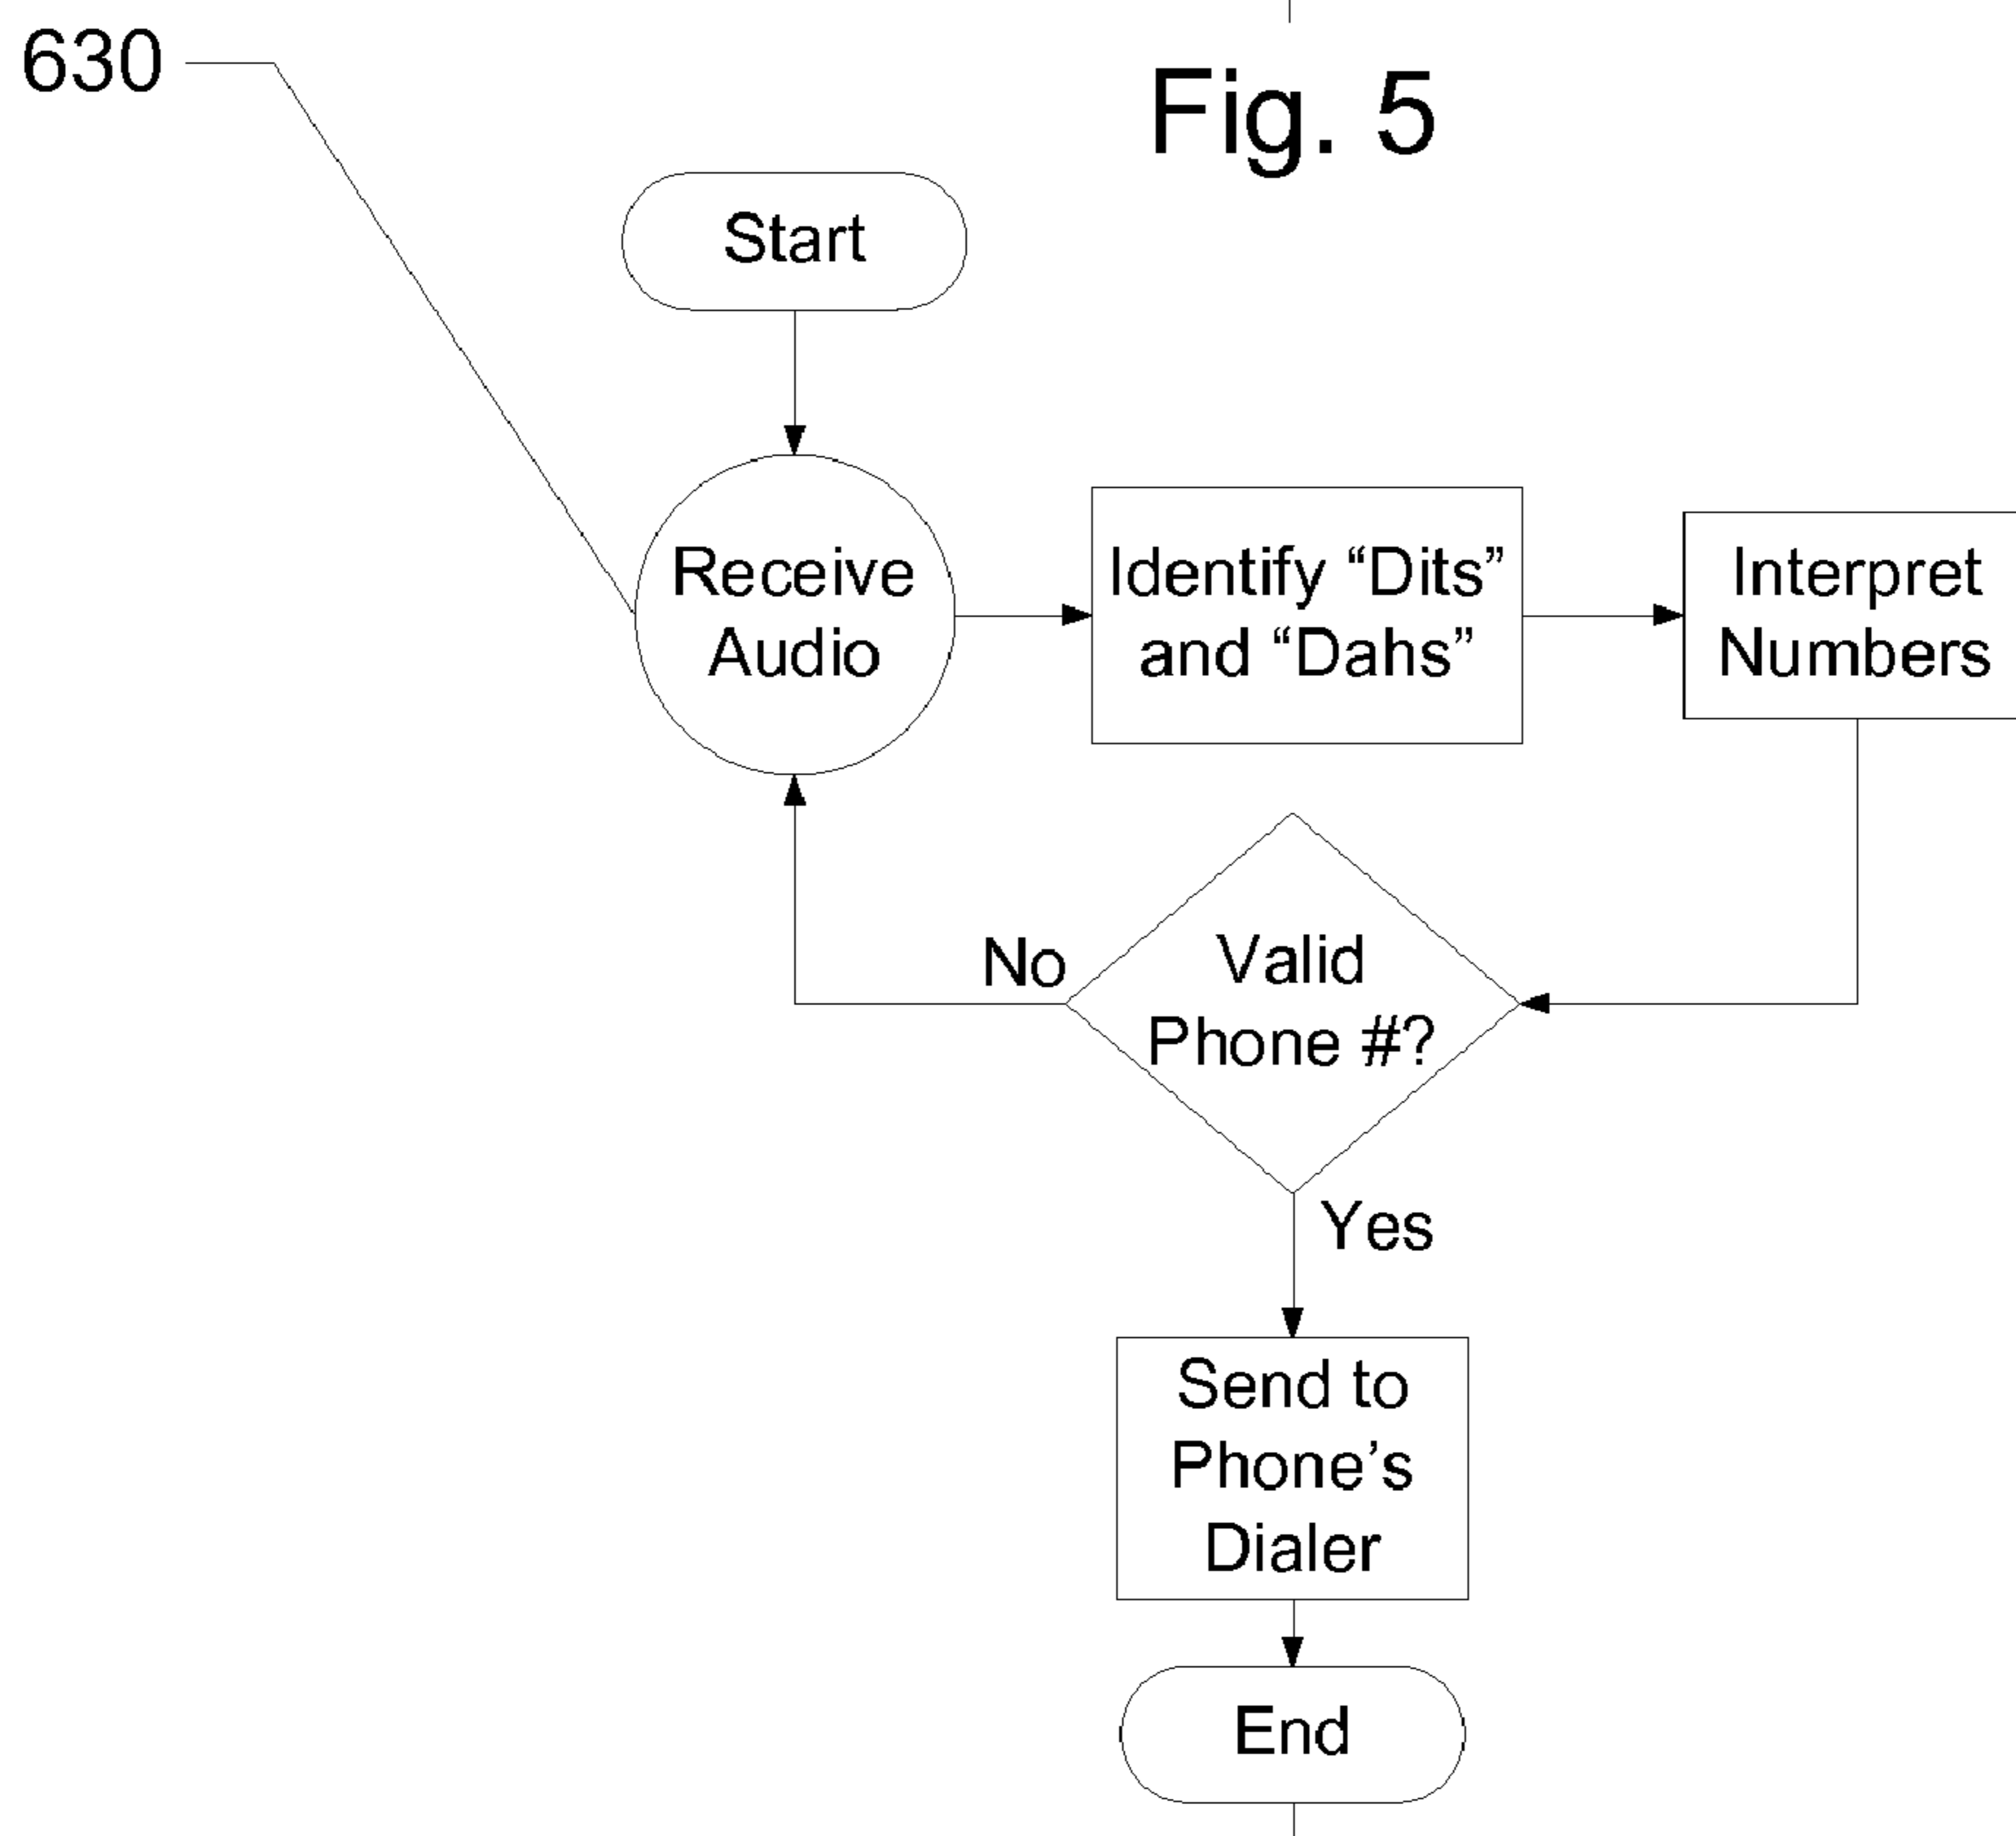 630
Fig. 5
Start
Receive
Audio
Identify “Dits”
and “Dahs”
Interpret
Numbers
No
Valid
Phone #?
Yes
Send to
Phone’s
Dialer
End